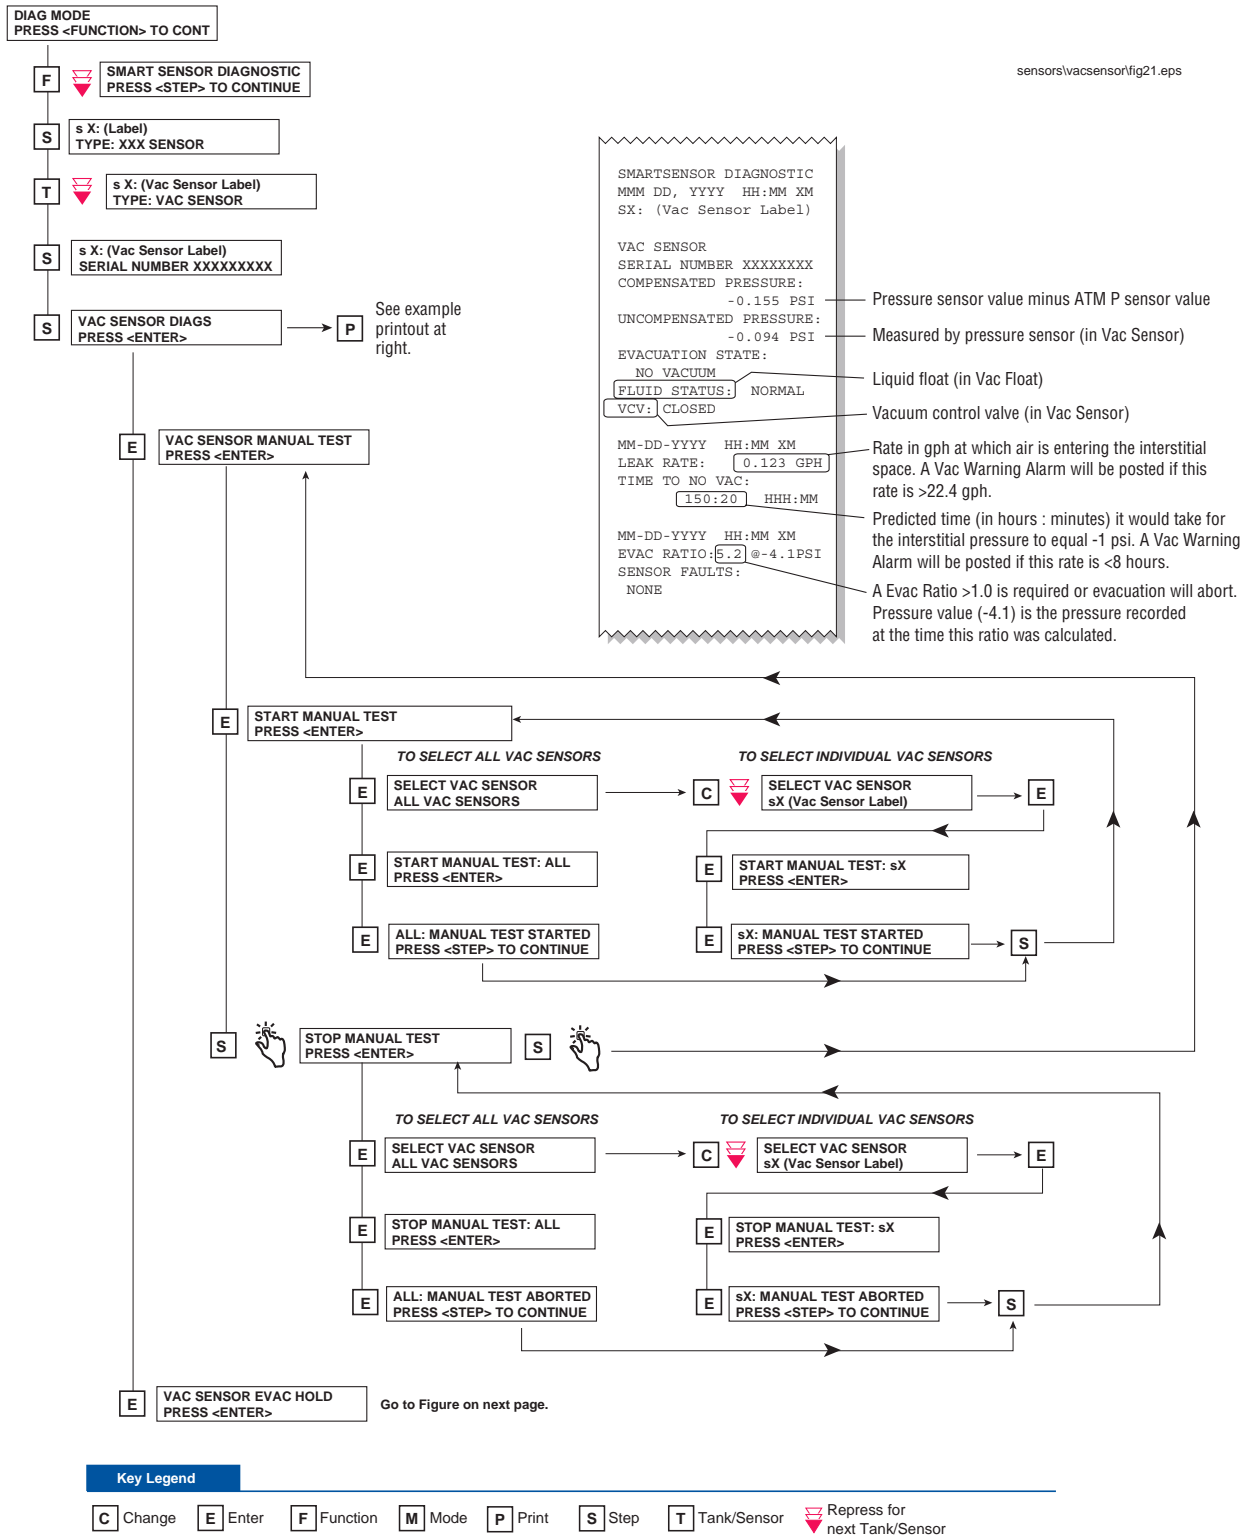 DIAG MODE
PRESS <FUNCTION> TO CONT
sensors\vacsensor\fig21.eps
F
SMART SENSOR DIAGNOSTIC
PRESS <STEP> TO CONTINUE
S
s X: (Label)
TYPE: XXX SENSOR
T
s X: (Vac Sensor Label)
TYPE: VAC SENSOR
S
s X: (Vac Sensor Label)
SERIAL NUMBER XXXXXXXXX
S
VAC SENSOR DIAGS
PRESS <ENTER>
P
See example
printout at
right.
SMARTSENSOR DIAGNOSTIC
MMM DD, YYYY HH:MM XM
SX: (Vac Sensor Label)
VAC SENSOR
SERIAL NUMBER XXXXXXXX
COMPENSATED PRESSURE:
-0.155 PSI
UNCOMPENSATED PRESSURE:
-0.094 PSI
EVACUATION STATE:
NO VACUUM
FLUID STATUS: NORMAL
VCV: CLOSED
MM-DD-YYYY HH:MM XM
LEAK RATE: 0.123 GPH
TIME TO NO VAC:
150:20 HHH:MM
MM-DD-YYYY HH:MM XM
EVAC RATIO:5.2 @-4.1PSI
SENSOR FAULTS:
NONE
Pressure sensor value minus ATM P sensor value
Measured by pressure sensor (in Vac Sensor)
Liquid float (in Vac Float)
Vacuum control valve (in Vac Sensor)
Rate in gph at which air is entering the interstitial
space. A Vac Warning Alarm will be posted if this
rate is >22.4 gph.
Predicted time (in hours : minutes) it would take for
the interstitial pressure to equal -1 psi. A Vac Warning
Alarm will be posted if this rate is <8 hours.
A Evac Ratio >1.0 is required or evacuation will abort.
Pressure value (-4.1) is the pressure recorded
at the time this ratio was calculated.
E
VAC SENSOR MANUAL TEST
PRESS <ENTER>
E
START MANUAL TEST
PRESS <ENTER>
TO SELECT ALL VAC SENSORS
TO SELECT INDIVIDUAL VAC SENSORS
E
SELECT VAC SENSOR
ALL VAC SENSORS
C
SELECT VAC SENSOR
sX (Vac Sensor Label)
E
E
START MANUAL TEST: ALL
PRESS <ENTER>
E
START MANUAL TEST: sX
PRESS <ENTER>
E
ALL: MANUAL TEST STARTED
PRESS <STEP> TO CONTINUE
E
sX: MANUAL TEST STARTED
PRESS <STEP> TO CONTINUE
S
S
STOP MANUAL TEST
PRESS <ENTER>
S
TO SELECT ALL VAC SENSORS
TO SELECT INDIVIDUAL VAC SENSORS
E
SELECT VAC SENSOR
ALL VAC SENSORS
C
SELECT VAC SENSOR
sX (Vac Sensor Label)
E
E
STOP MANUAL TEST: ALL
PRESS <ENTER>
E
STOP MANUAL TEST: sX
PRESS <ENTER>
E
ALL: MANUAL TEST ABORTED
PRESS <STEP> TO CONTINUE
E
sX: MANUAL TEST ABORTED
PRESS <STEP> TO CONTINUE
S
E
VAC SENSOR EVAC HOLD
PRESS <ENTER>
Go to Figure on next page.
Key Legend
C Change
E Enter
F Function
M Mode
P Print
S Step
T Tank/Sensor
Repress for
next Tank/Sensor